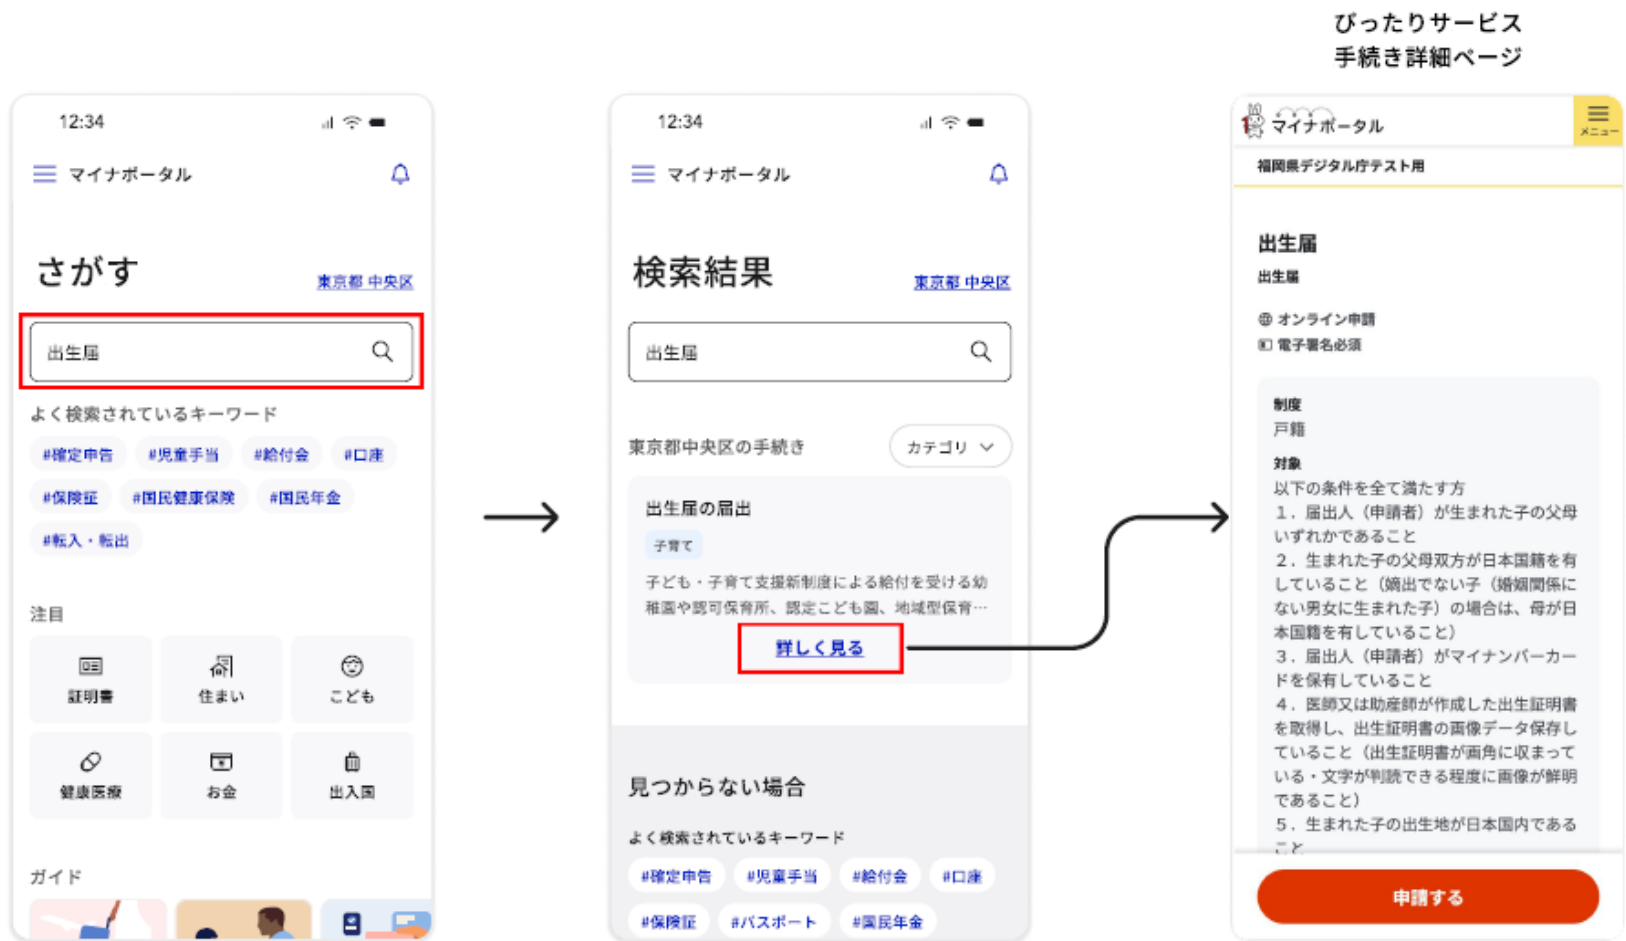 ぴったりサービス
手続き詳細ページ
12:34
マイナポータル
さがす
東京都 中央区
出生届
よく検索されているキーワード
#確定申告 #児童手当 #給付金 #口座
#保険証 #国民健康保険 #国民年金
#転入・転出
注目
証明書 住まい こども
健康医療 お金 出入国
ガイド
12:34
マイナポータル
検索結果
東京都 中央区
出生届
東京都中央区の手続き
カテゴリ
出生届の届出
子育て
子ども・子育て支援新制度による給付を受ける幼
稚園や認可保育所、認定こども園、地域型保育…
詳しく見る
見つからない場合
よく検索されているキーワード
#確定申告 #児童手当 #給付金 #口座
#保険証 #パスポート #国民年金
マイナポータル
メニュー
福岡県デジタル庁テスト用
出生届
出生届
オンライン申請
電子署名必須
制度
戸籍
対象
以下の条件を全て満たす方
１．届出人（申請者）が生まれた子の父母
いずれかであること
２．生まれた子の父母双方が日本国籍を有
していること（嫡出でない子（婚姻関係に
ない男女に生まれた子）の場合は、母が日
本国籍を有していること）
３．届出人（申請者）がマイナンバーカー
ドを保有していること
４．医師又は助産師が作成した出生証明書
を取得し、出生証明書の画像データ保存し
ていること（出生証明書が画角に収まって
いる・文字が判読できる程度に画像が鮮明
であること）
５．生まれた子の出生地が日本国内である
こと
申請する